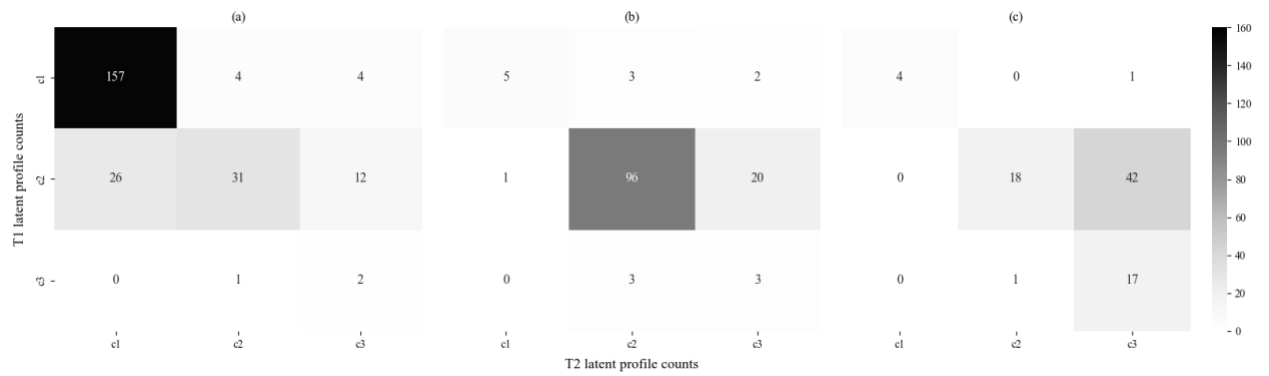 (a) (b) (c)
T1 latent profile counts
c1 157 4 4 5 3 2 4 0 1
c2 26 31 12 1 96 20 0 18 42
c3 0 1 2 0 3 3 0 1 17
c1 c2 c3 c1 c2 c3 c1 c2 c3
T2 latent profile counts
160
140
120
100
80
60
40
20
0